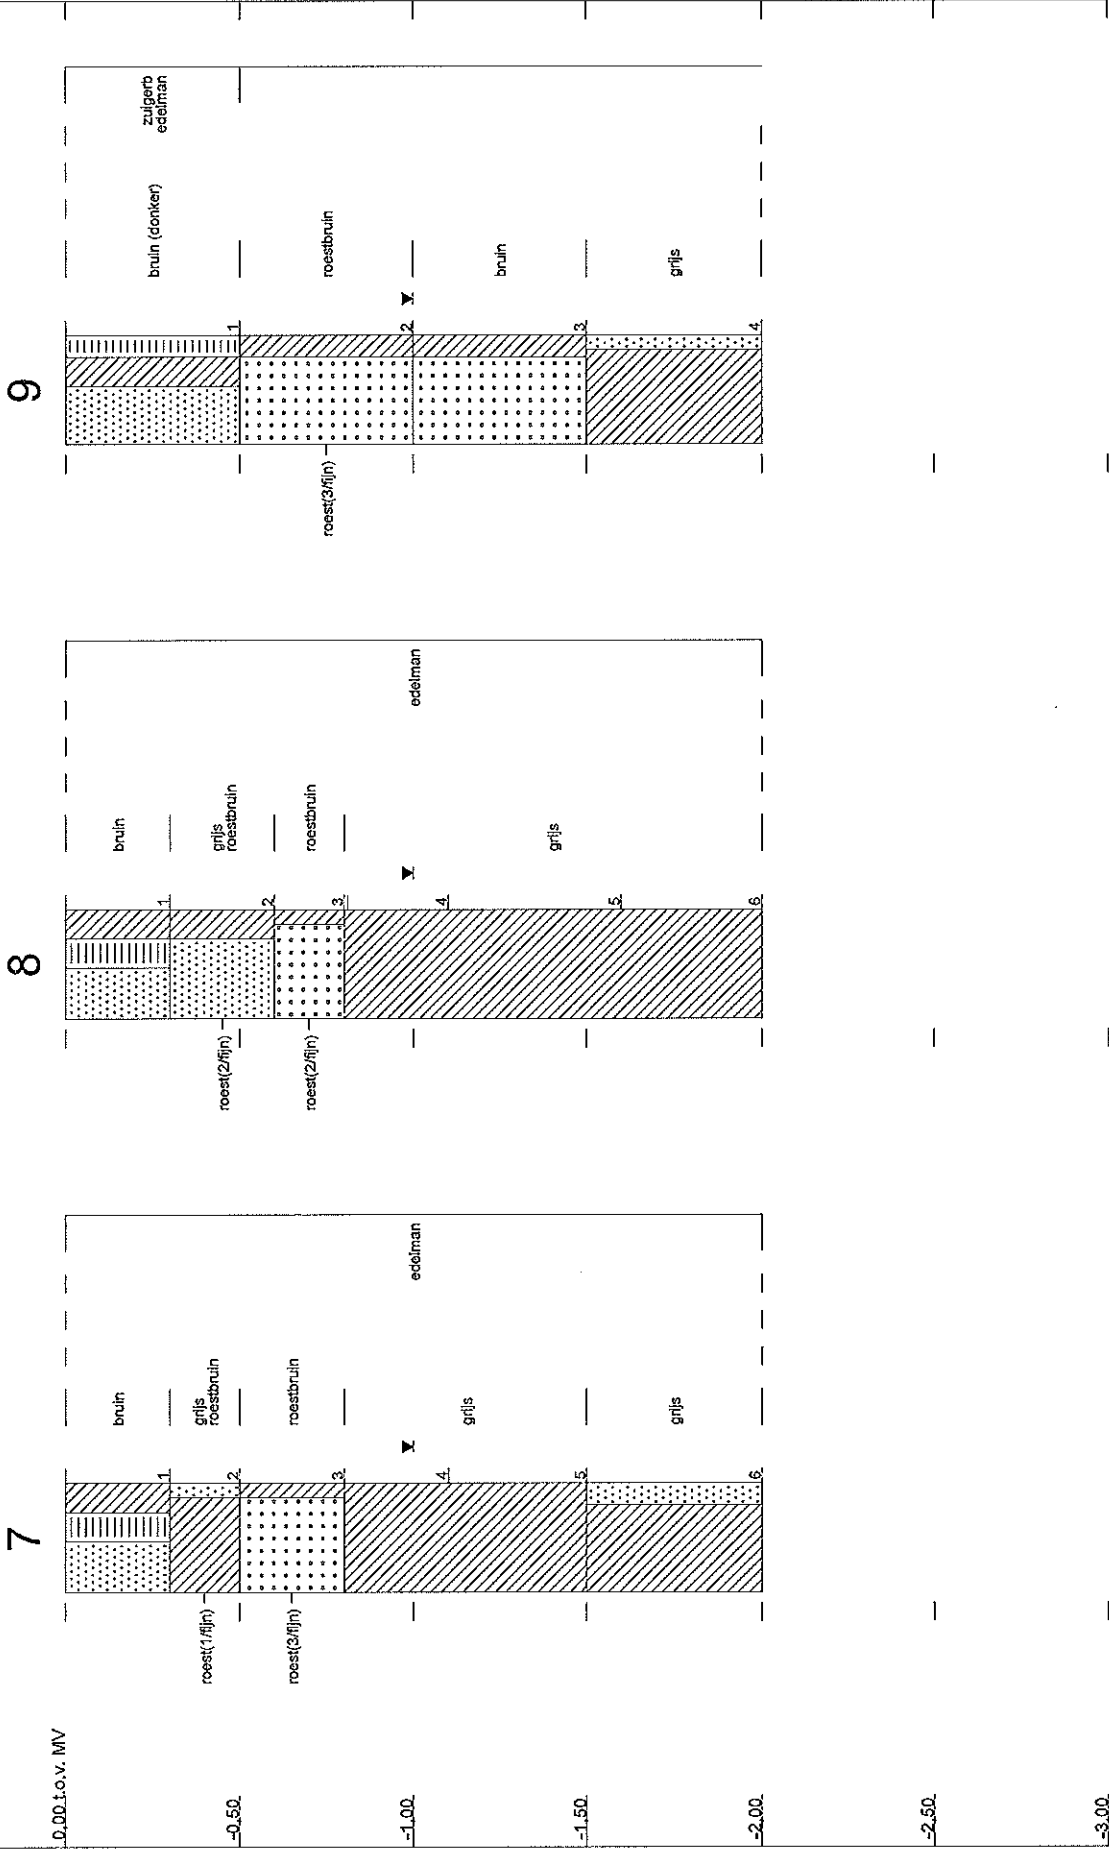 7
8
9
0,00 t.o.v. MV
-0,50
-1,00
-1,50
-2,00
-2,50
-3,00
roest(1/fijn)
roest(3/fijn)
1
2
3
4
5
6
bruin
grijs
roestbruin
roestbruin
grijs
grijs
edelman
roest(2/fijn)
roest(2/fijn)
1
2
3
4
5
6
bruin
grijs
roestbruin
roestbruin
grijs
edelman
roest(3/fijn)
1
2
3
4
bruin (donker)
roestbruin
bruin
grijs
zuigerb
edelman